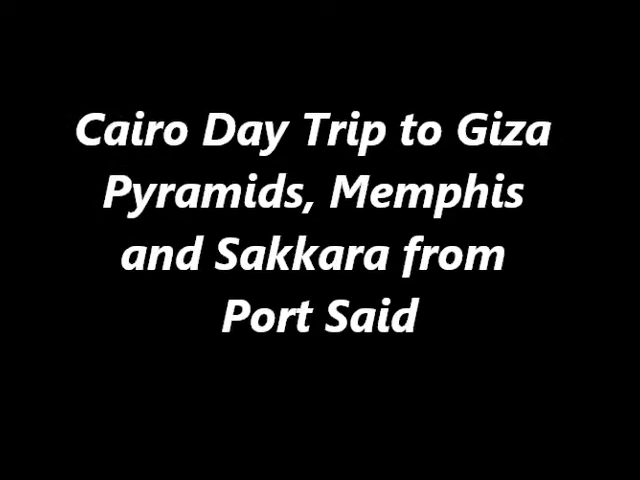 Cairo Day Trip to Giza
Pyramids, Memphis
and Sakkara from
Port Said